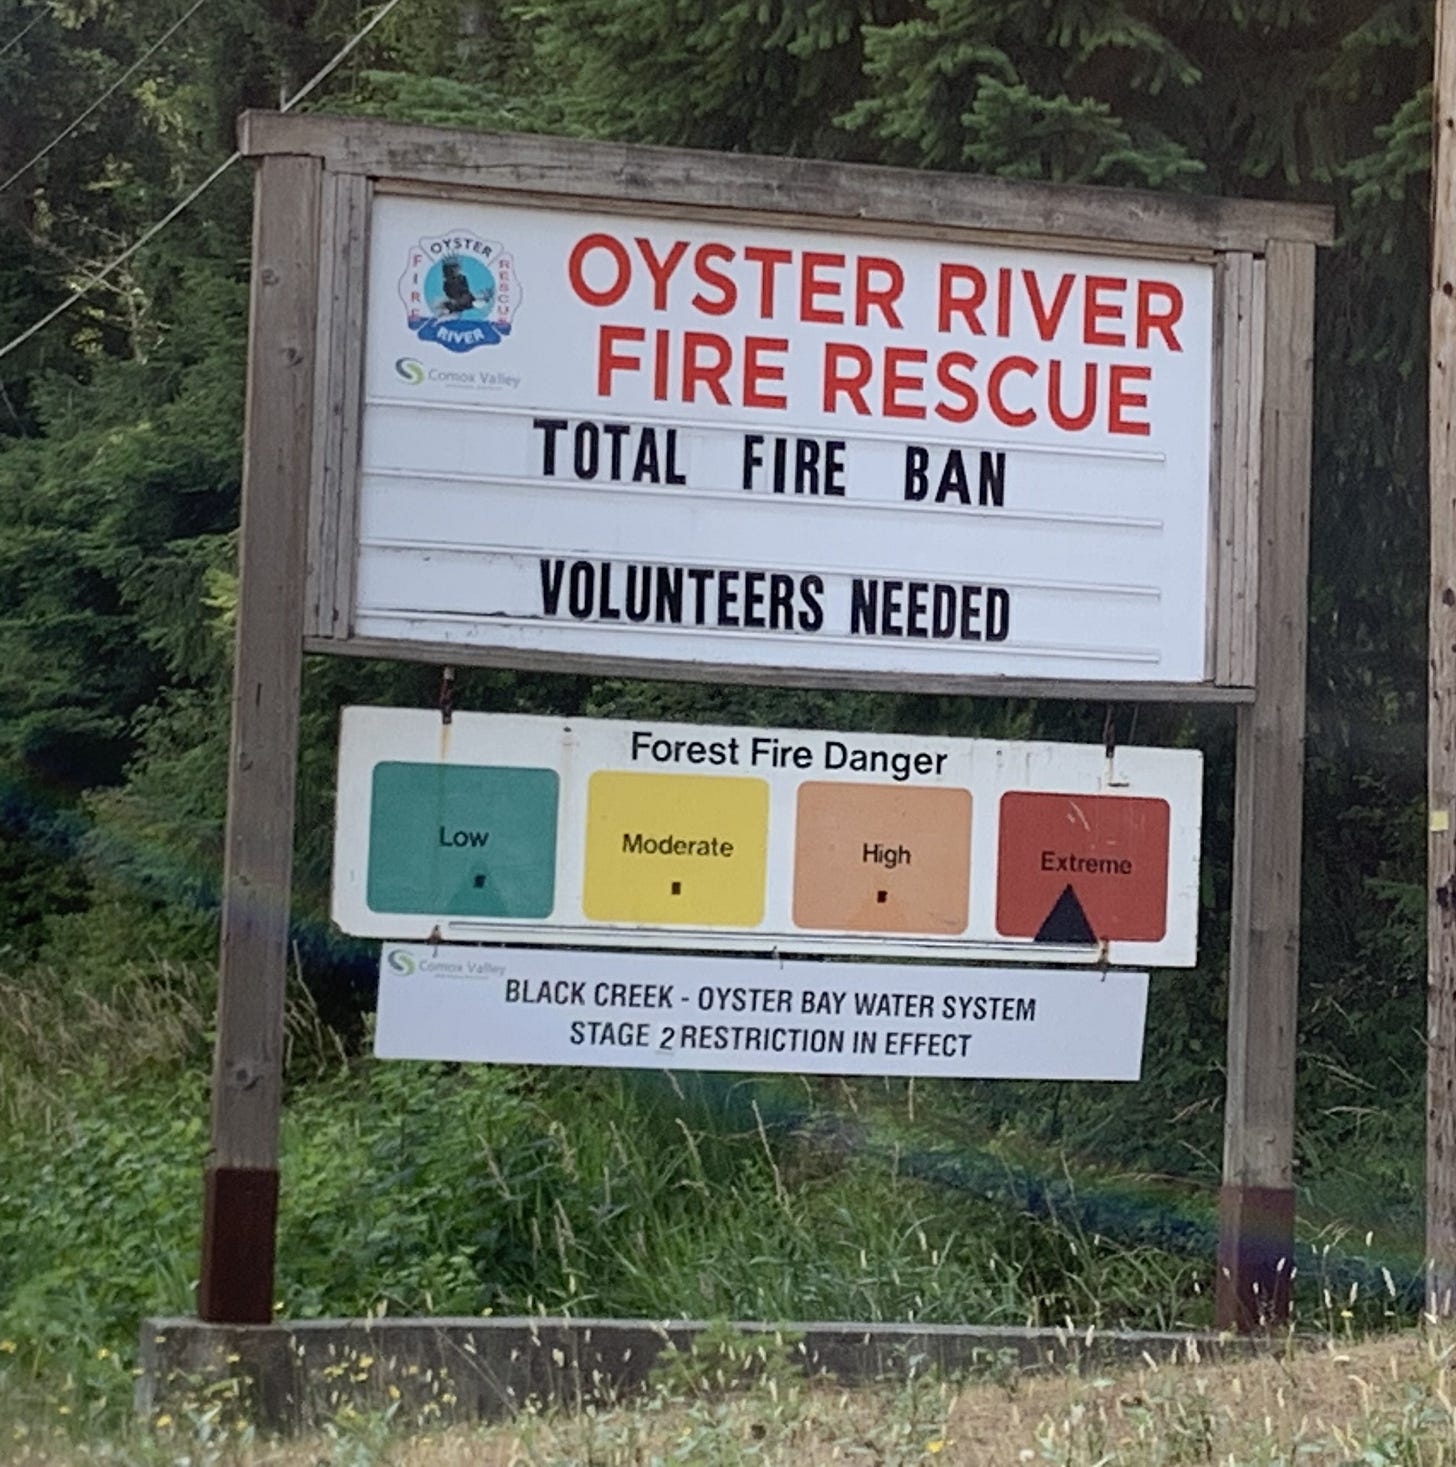 OYSTER
FIRE
RESCUE
RIVER
Comox Valley
OYSTER RIVER
FIRE RESCUE
TOTAL FIRE BAN
VOLUNTEERS NEEDED
Forest Fire Danger
Low
Moderate
High
Extreme
Comox Valley
BLACK CREEK - OYSTER BAY WATER SYSTEM
STAGE 2 RESTRICTION IN EFFECT